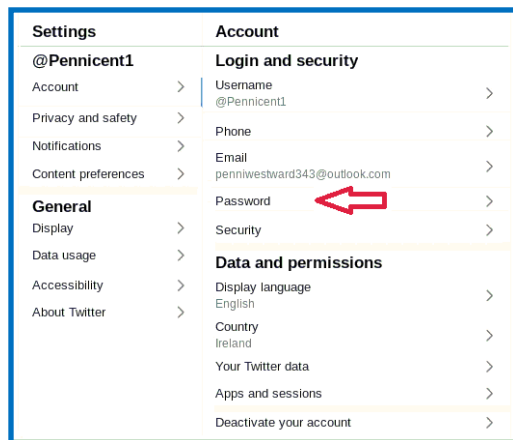 Settings
@Pennicent1
Account
Privacy and safety
Notifications
Content preferences
General
Display
Data usage
Accessibility
About Twitter
Account
Login and security
Username
@Pennicent1
Phone
Email
penniwestward343@outlook.com
Password
Security
Data and permissions
Display language
English
Country
Ireland
Your Twitter data
Apps and sessions
Deactivate your account